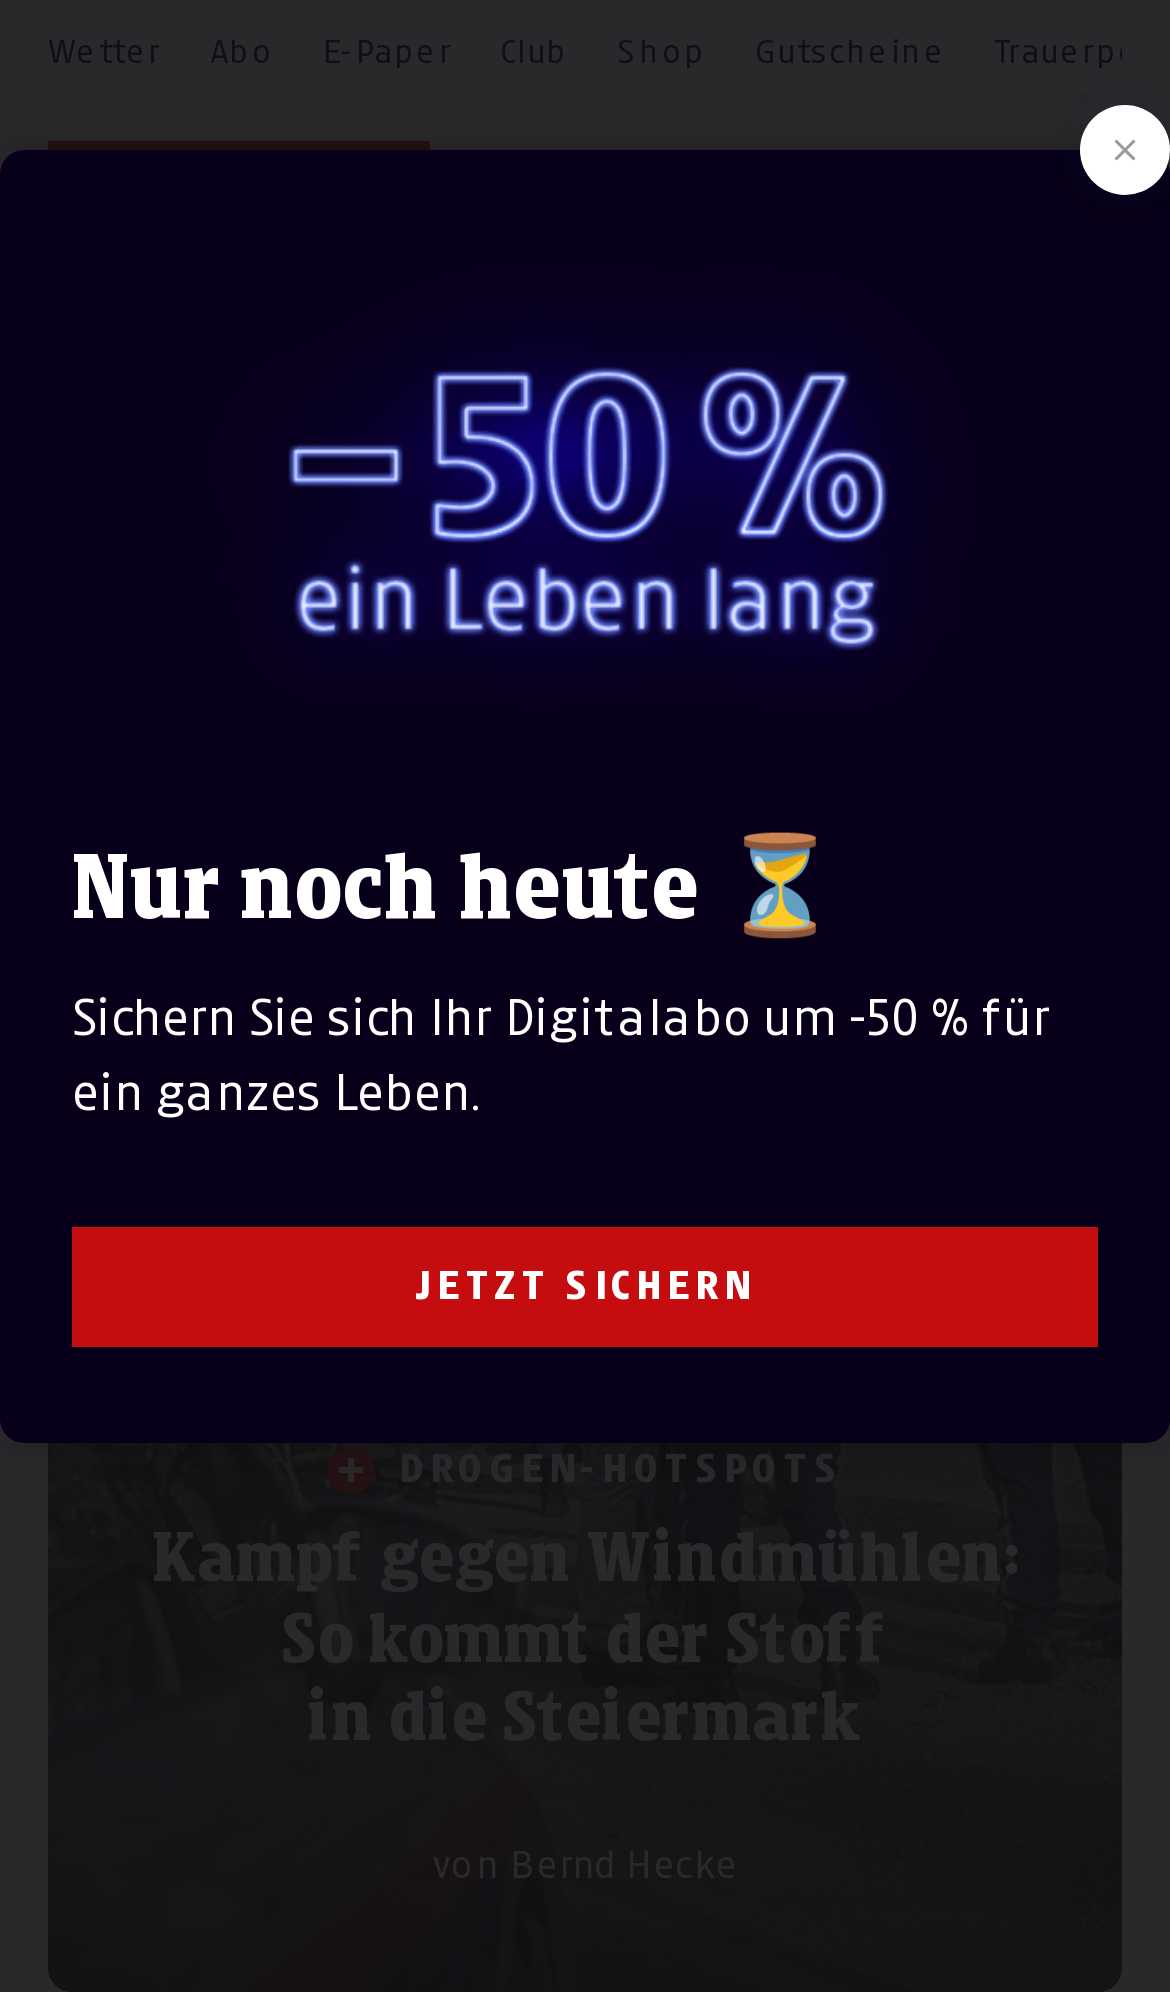 Wetter Abo E-Paper Club Shop Gutscheine
–50 %
ein Leben lang
Nur noch heute ⏳
Sichern Sie sich Ihr Digitalabo um -50 % für
ein ganzes Leben.
JETZT SICHERN
DROGEN-HOTSPOTS
Kampf gegen Windmühlen:
So kommt der Stoff
in die Steiermark
von Bernd Hecke